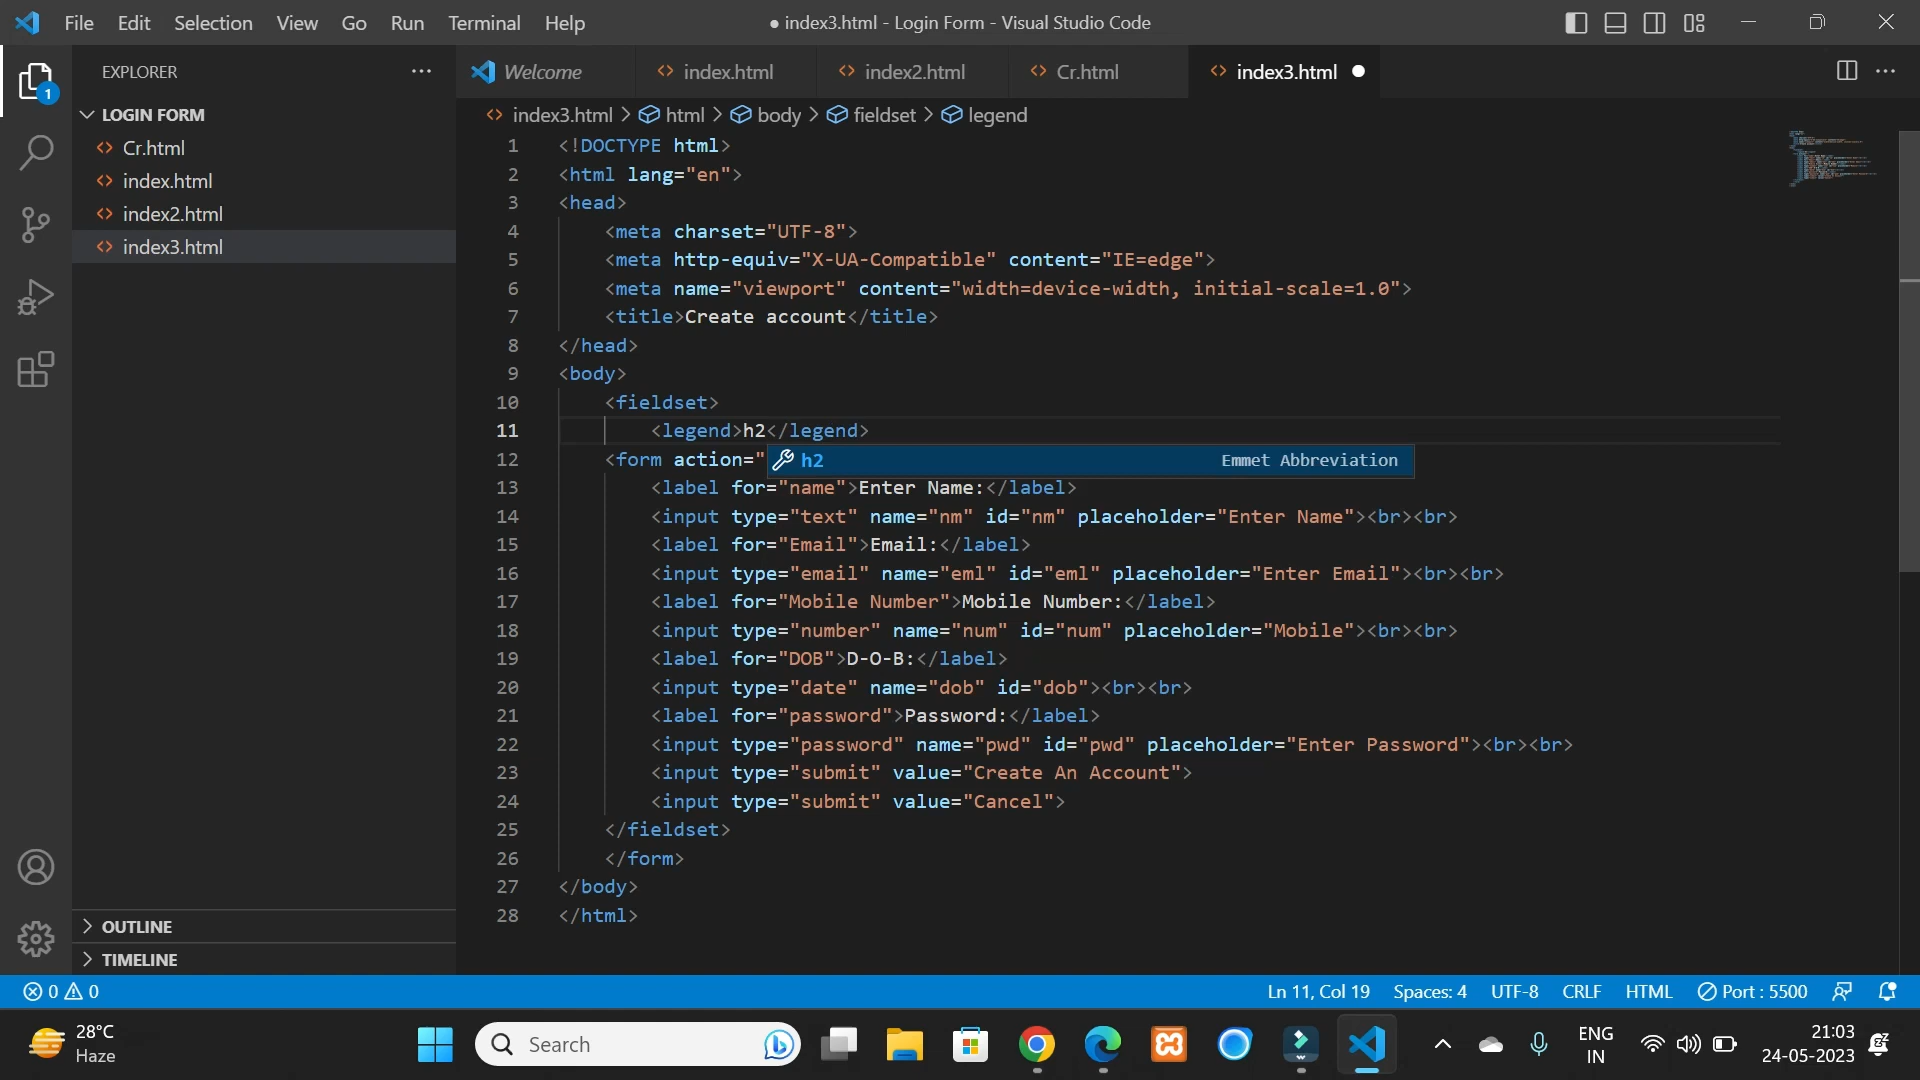 File Edit Selection View Go Run Terminal Help
● index3.html - Login Form - Visual Studio Code
EXPLORER
LOGIN FORM
Cr.html
index.html
index2.html
index3.html
OUTLINE
TIMELINE
1
Welcome index.html index2.html Cr.html index3.html
index3.html > html > body > fieldset > legend
1 <!DOCTYPE html>
2 <html lang="en">
3 <head>
4 <meta charset="UTF-8">
5 <meta http-equiv="X-UA-Compatible" content="IE=edge">
6 <meta name="viewport" content="width=device-width, initial-scale=1.0">
7 <title>Create account</title>
8 </head>
9 <body>
10 <fieldset>
11 <legend>h2</legend>
12 <form action="
h2 Emmet Abbreviation
13 <label for="name">Enter Name:</label>
14 <input type="text" name="nm" id="nm" placeholder="Enter Name"><br><br>
15 <label for="Email">Email:</label>
16 <input type="email" name="eml" id="eml" placeholder="Enter Email"><br><br>
17 <label for="Mobile Number">Mobile Number:</label>
18 <input type="number" name="num" id="num" placeholder="Mobile"><br><br>
19 <label for="DOB">D-O-B:</label>
20 <input type="date" name="dob" id="dob"><br><br>
21 <label for="password">Password:</label>
22 <input type="password" name="pwd" id="pwd" placeholder="Enter Password"><br><br>
23 <input type="submit" value="Create An Account">
24 <input type="submit" value="Cancel">
25 </fieldset>
26 </form>
27 </body>
28 </html>
0 0
Ln 11, Col 19 Spaces: 4 UTF-8 CRLF HTML Port : 5500
28°C
Haze
Search
ENG
IN
21:03
24-05-2023